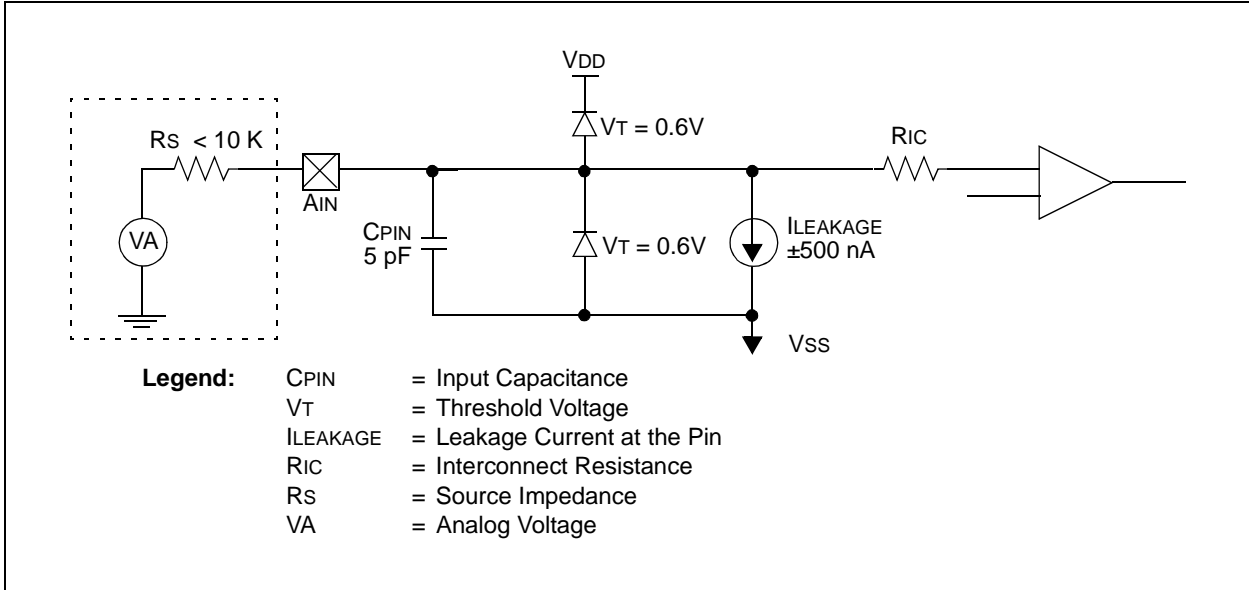 VDD
VT = 0.6V
RS < 10 K
RIC
AIN
VA
CPIN
5 pF
VT = 0.6V
ILEAKAGE
±500 nA
VSS
Legend:
CPIN = Input Capacitance
VT = Threshold Voltage
ILEAKAGE = Leakage Current at the Pin
RIC = Interconnect Resistance
RS = Source Impedance
VA = Analog Voltage